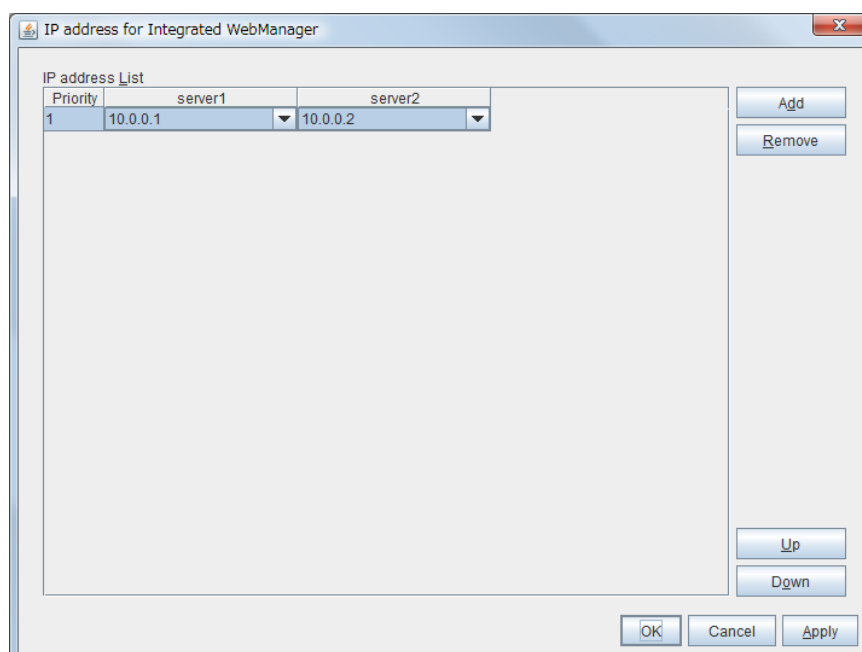 IP address for Integrated WebManager
IP address List
Priority server1 server2
1 10.0.0.1 10.0.0.2
Add
Remove
Up
Down
OK Cancel Apply